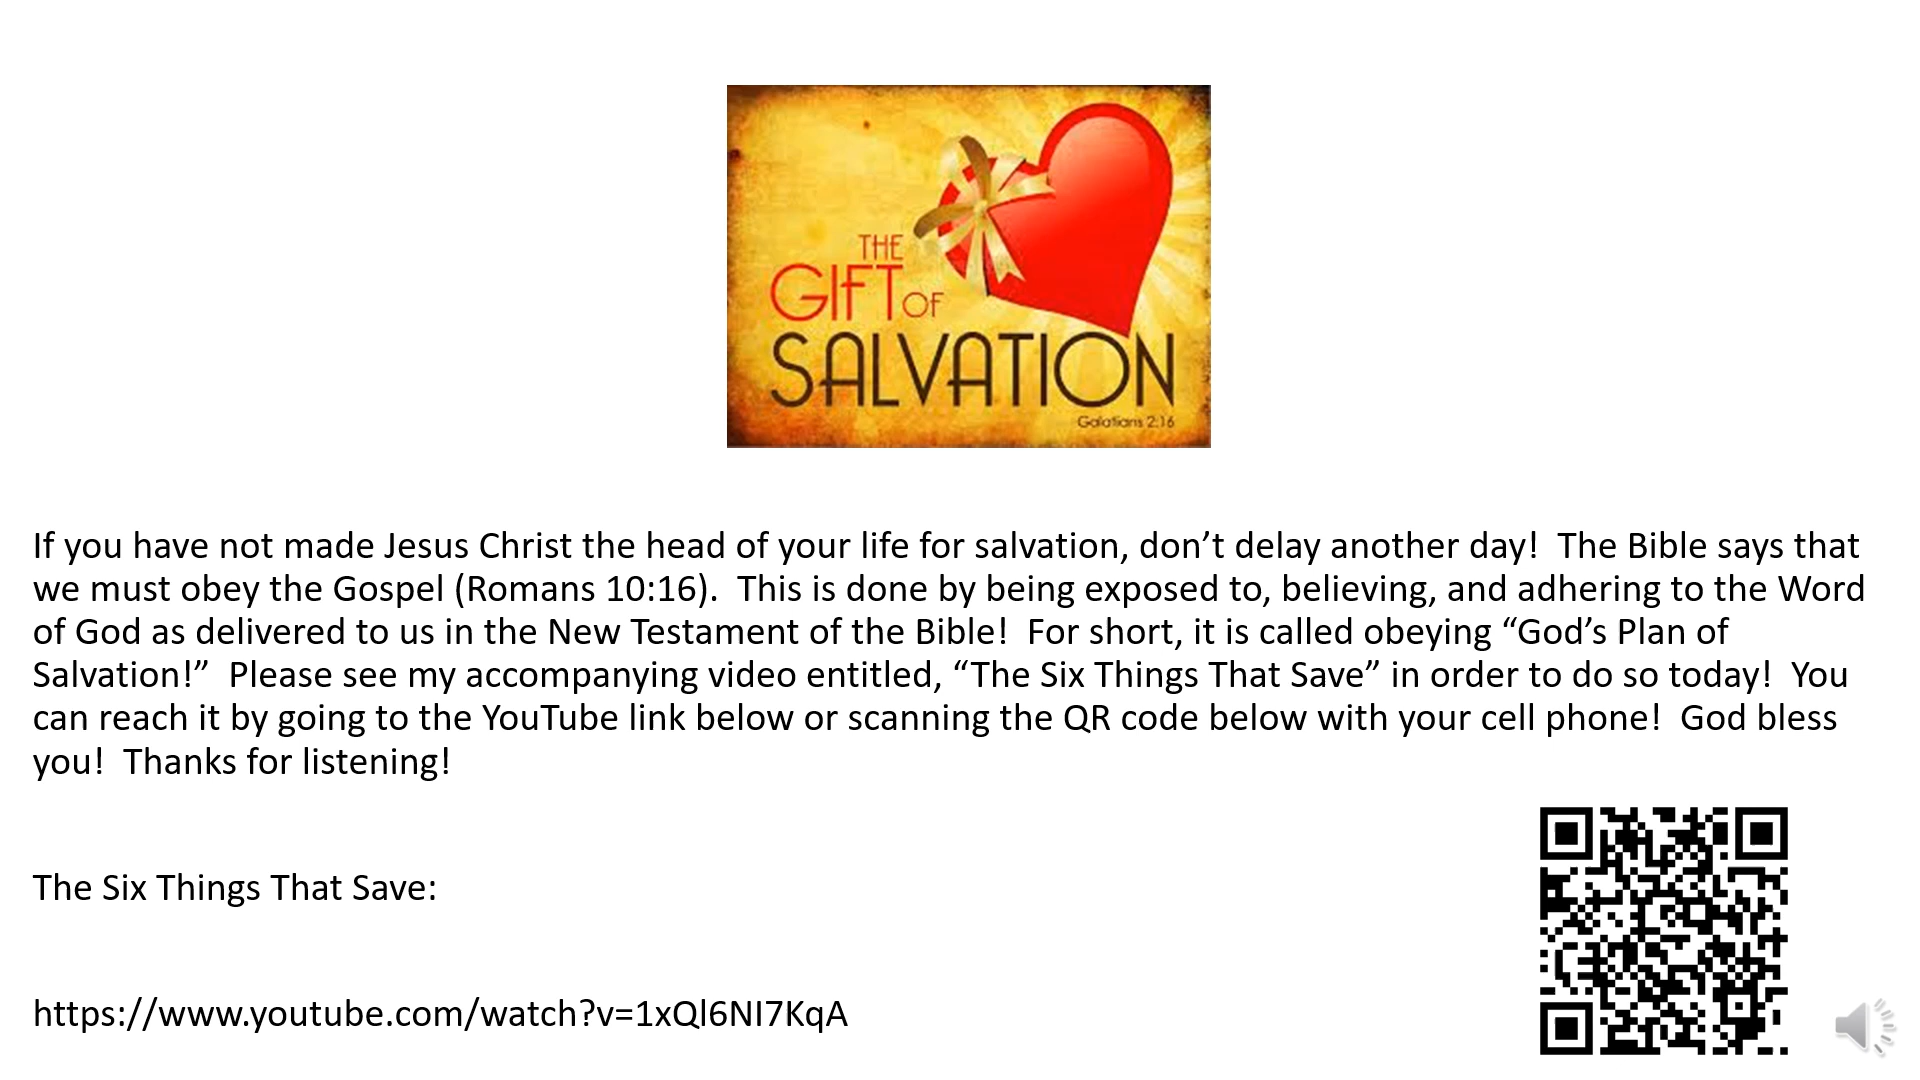 THE
GIFT OF
SALVATION
Galatians 2:16
If you have not made Jesus Christ the head of your life for salvation, don’t delay another day!  The Bible says that
we must obey the Gospel (Romans 10:16).  This is done by being exposed to, believing, and adhering to the Word
of God as delivered to us in the New Testament of the Bible!  For short, it is called obeying “God’s Plan of
Salvation!”  Please see my accompanying video entitled, “The Six Things That Save” in order to do so today!  You
can reach it by going to the YouTube link below or scanning the QR code below with your cell phone!  God bless
you!  Thanks for listening!
The Six Things That Save:
https://www.youtube.com/watch?v=1xQl6NI7KqA